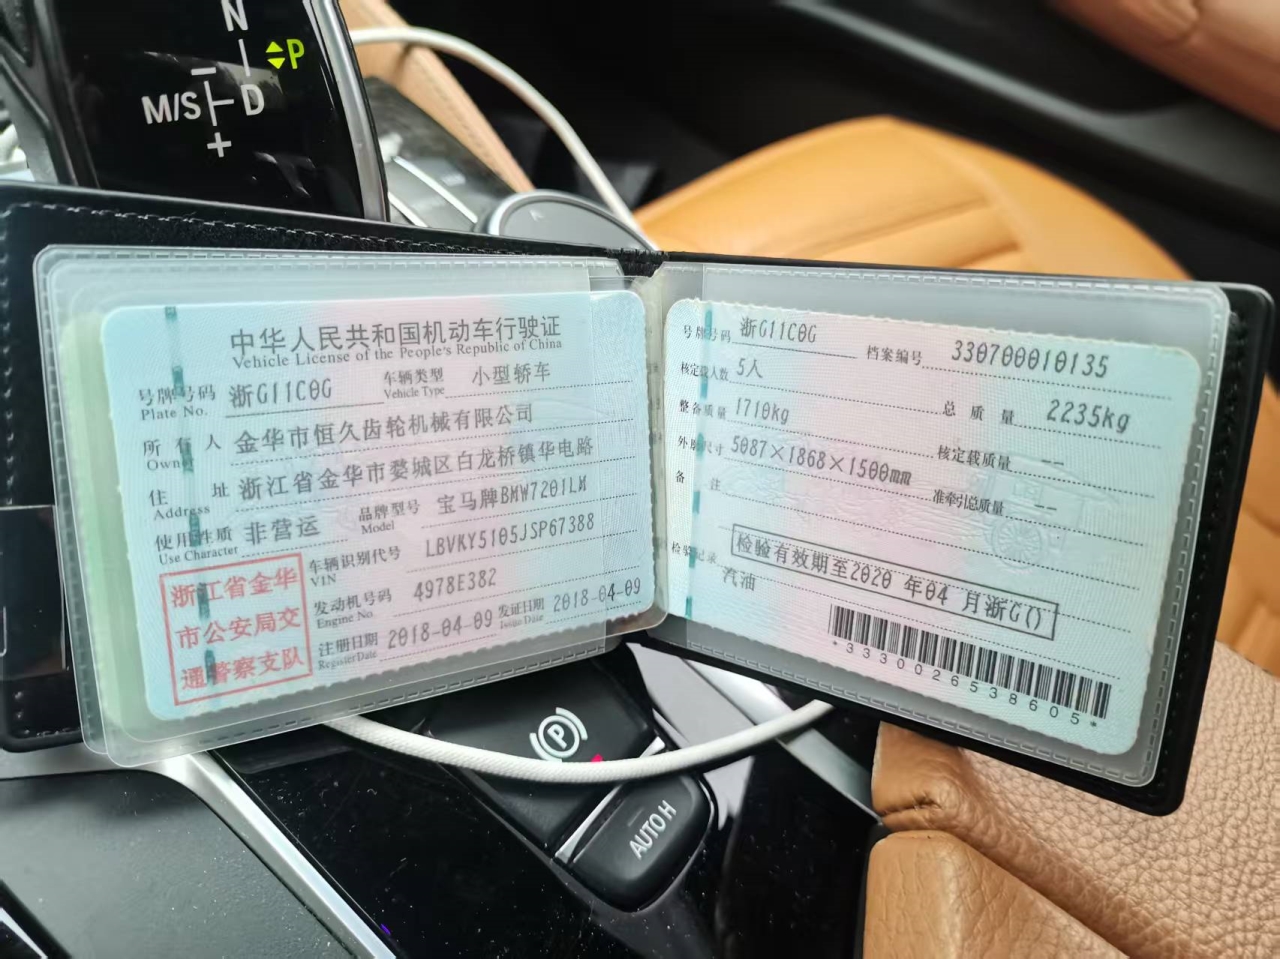 N
P
M/S
D
–
+
中华人民共和国机动车行驶证
Vehicle License of the People's Republic of China
号牌号码 浙G11C0G 车辆类型 小型轿车
Plate No. Vehicle Type
所有人 金华市恒久齿轮机械有限公司
Owner
住址 浙江省金华市婺城区白龙桥镇华电路
Address
使用性质 非营运 品牌型号 宝马牌BMW7201LM
Use Character Model
浙江省金华
市公安局交
通警察支队
车辆识别代号 LBVKY5105JSP67388
VIN
发动机号码 4978E382
Engine No.
注册日期 2018-04-09 发证日期 2018-04-09
Register Date Issue Date
号牌号码 浙G11C0G 档案编号 330700010135
核定载人数 5人 总质量 2235kg
整备质量 1710kg 核定载质量 --
外廓尺寸 5087×1868×1500mm 准牵引总质量 --
备注
检验记录 检验有效期至2020 年04 月浙G()
汽油
*3330026538605*
P
AUTO H